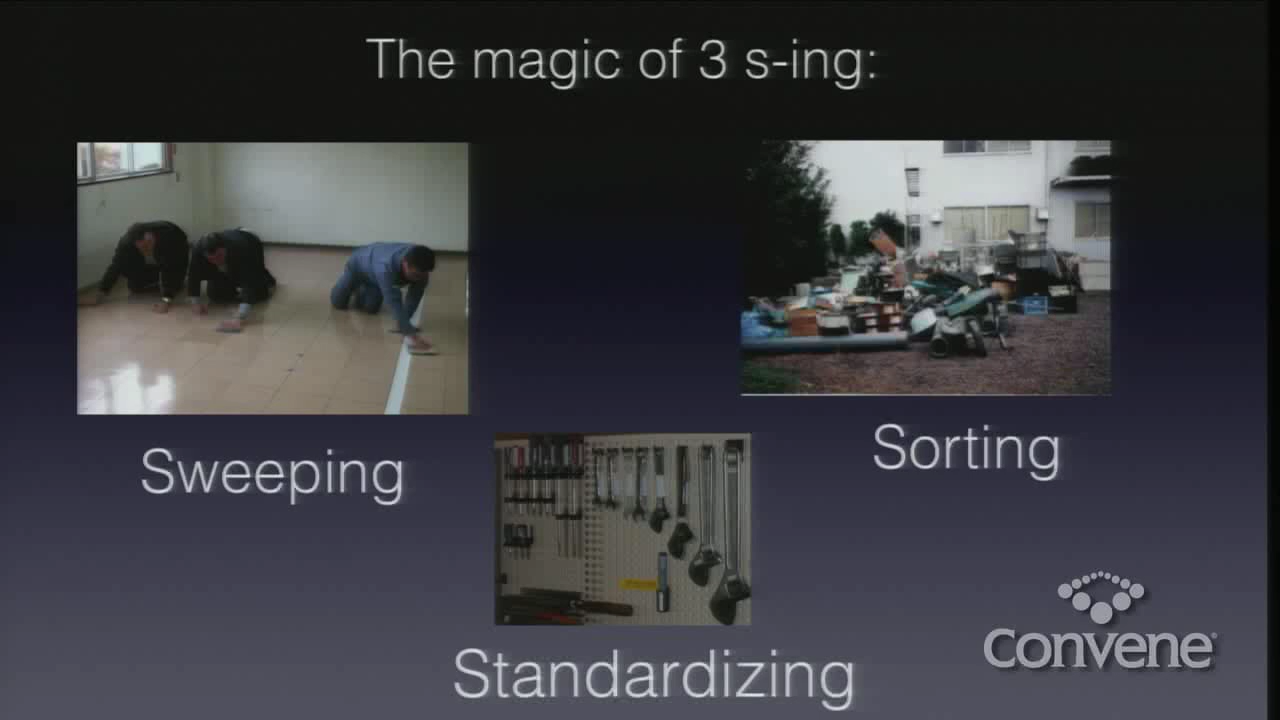 The magic of 3 s-ing:
Sweeping
Sorting
Standardizing
Convene